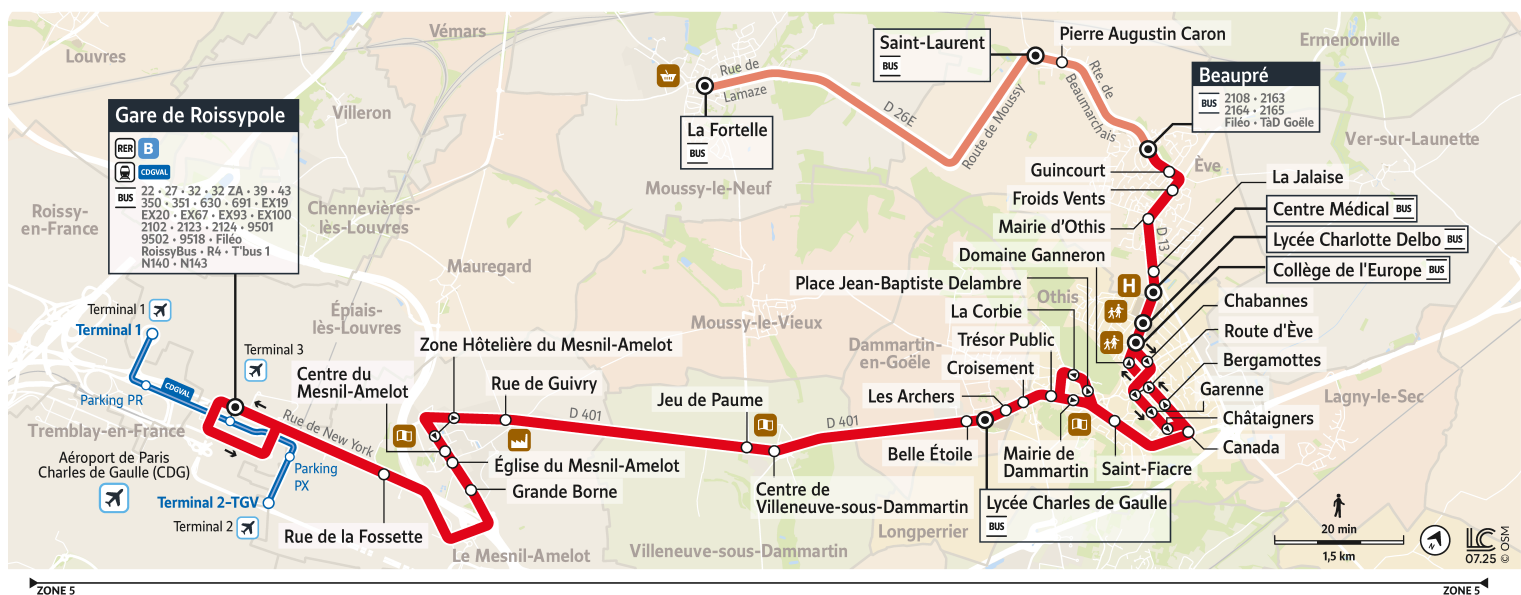 Louvres
Vémars
Villeron
Roissy-
en-France
Chennevières-
lès-Louvres
Épiais-
lès-Louvres
Mauregard
Moussy-le-Neuf
Moussy-le-Vieux
Tremblay-en-France
Le Mesnil-Amelot
Villeneuve-sous-Dammartin
Longperrier
Dammartin-
en-Goële
Othis
Ève
Ermenonville
Ver-sur-Launette
Lagny-le-Sec
Gare de Roissypole
RER B
CDGVAL
BUS
22 • 27 • 32 • 32 ZA • 39 • 43
350 • 351 • 630 • 691 • EX19
EX20 • EX67 • EX93 • EX100
2102 • 2123 • 2124 • 9501
9502 • 9518 • Filéo
RoissyBus • R4 • T'bus 1
N140 • N143
Terminal 1
Terminal 1
Terminal 3
CDGVAL
Parking PR
Aéroport de Paris
Charles de Gaulle (CDG)
Parking
PX
Terminal 2-TGV
Terminal 2
Rue de New York
Rue de la Fossette
Grande Borne
Église du Mesnil-Amelot
Centre du
Mesnil-Amelot
Zone Hôtelière du Mesnil-Amelot
Rue de Guivry
D 401
Jeu de Paume
Centre de
Villeneuve-sous-Dammartin
D 401
Belle Étoile
Lycée Charles de Gaulle
BUS
Les Archers
Croisement
Trésor Public
La Corbie
Place Jean-Baptiste Delambre
Mairie de
Dammartin
Saint-Fiacre
Canada
Châtaigners
Garenne
Bergamottes
Route d'Ève
Chabannes
Domaine Ganneron
Collège de l'Europe BUS
Lycée Charlotte Delbo BUS
Centre Médical BUS
H
La Jalaise
D 13
Mairie d'Othis
Froids Vents
Guincourt
Beaupré
BUS
2108 • 2163
2164 • 2165
Filéo • TàD Goële
Rte. de
Beaumarchais
Pierre Augustin Caron
Saint-Laurent
BUS
Route de Moussy
D 26E
Rue de
Lamaze
La Fortelle
BUS
20 min
1,5 km
N
LC
07.25
© OSM
ZONE 5
ZONE 5